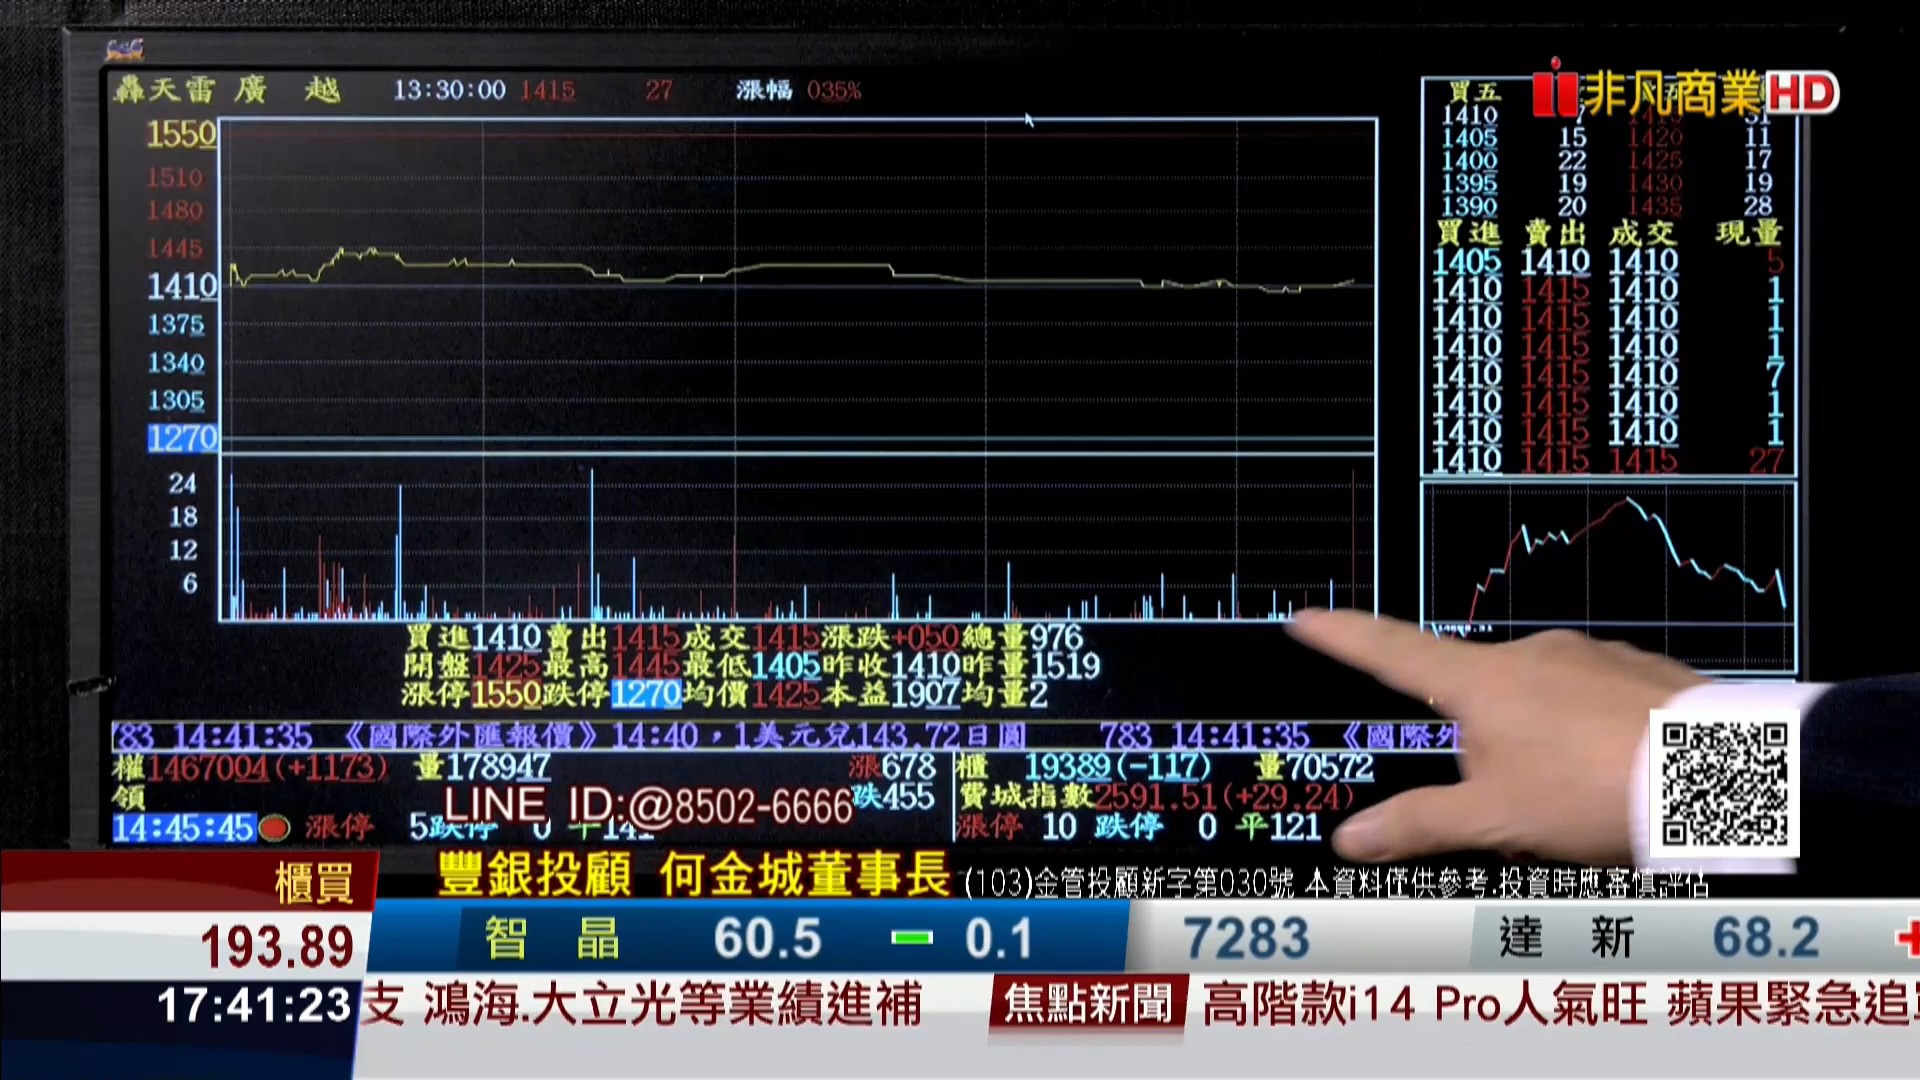 轟天雷 廣 越 13:30:00 1415 27 漲幅 035%
非凡商業HD
1550
1510
1480
1445
1410
1375
1340
1305
1270
24
18
12
6
買五
1410
1405 15 1420 11
1400 22 1425 17
1395 19 1430 19
1390 20 1435 28
買進 賣出 成交 現量
1405 1410 1410 5
1410 1415 1410 1
1410 1415 1410 1
1410 1415 1410 1
1410 1415 1410 7
1410 1415 1410 1
1410 1415 1410 1
1410 1415 1415 27
買進1410賣出1415成交1415漲跌+050總量976
開盤1425最高1445最低1405昨收1410昨量1519
漲停1550跌停1270均價1425本益1907均量2
783 14:41:35 《國際外匯報價》14:40，1美元兌143.72日圓 783 14:41:35 《國際外
權1467004(+1173) 量178947 漲678 櫃 19389(-117) 量70572
領 LINE ID:@8502-6666 跌455 費城指數2591.51(+29.24)
14:45:45 漲停 5跌停 0 平141 漲停 10 跌停 0 平121
櫃買 豐銀投顧 何金城董事長 (103)金管投顧新字第030號 本資料僅供參考.投資時應審慎評估
193.89 智 晶 60.5 0.1 7283 達 新 68.2
17:41:23 支 鴻海.大立光等業績進補 焦點新聞 高階款i14 Pro人氣旺 蘋果緊急追